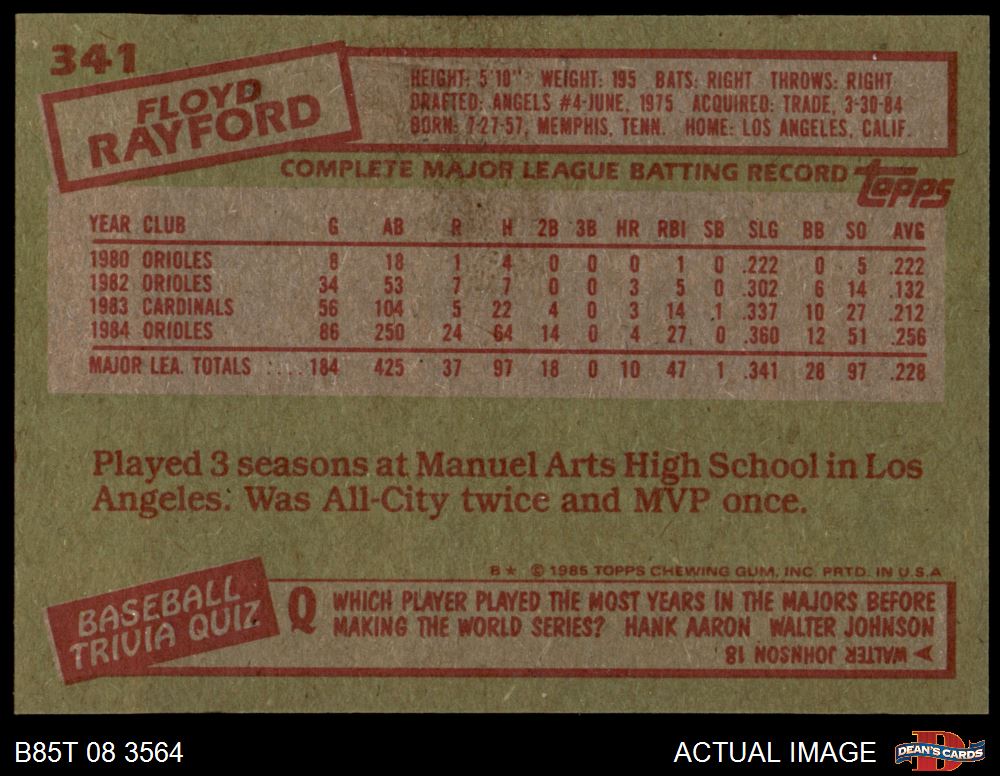 341
FLOYD
RAYFORD
HEIGHT: 5'10" WEIGHT: 195 BATS: RIGHT THROWS: RIGHT
DRAFTED: ANGELS #4-JUNE, 1975 ACQUIRED: TRADE, 3-30-84
BORN: 7-27-57, MEMPHIS, TENN. HOME: LOS ANGELES, CALIF.
COMPLETE MAJOR LEAGUE BATTING RECORD topps
YEAR CLUB G AB R H 2B 3B HR RBI SB SLG BB SO AVG
1980 ORIOLES 8 18 1 4 0 0 0 1 0 .222 0 5 .222
1982 ORIOLES 34 53 7 7 0 0 3 5 0 .302 6 14 .132
1983 CARDINALS 56 104 5 22 4 0 3 14 1 .337 10 27 .212
1984 ORIOLES 86 250 24 64 14 0 4 27 0 .360 12 51 .256
MAJOR LEA. TOTALS ..... 184 425 37 97 18 0 10 47 1 .341 28 97 .228
Played 3 seasons at Manuel Arts High School in Los
Angeles. Was All-City twice and MVP once.
B★ © 1985 TOPPS CHEWING GUM, INC. PRTD. IN U.S.A
BASEBALL
TRIVIA QUIZ
Q WHICH PLAYER PLAYED THE MOST YEARS IN THE MAJORS BEFORE
MAKING THE WORLD SERIES? HANK AARON WALTER JOHNSON
A WALTER JOHNSON 18
B85T 08 3564
ACTUAL IMAGE
DEAN'S CARDS